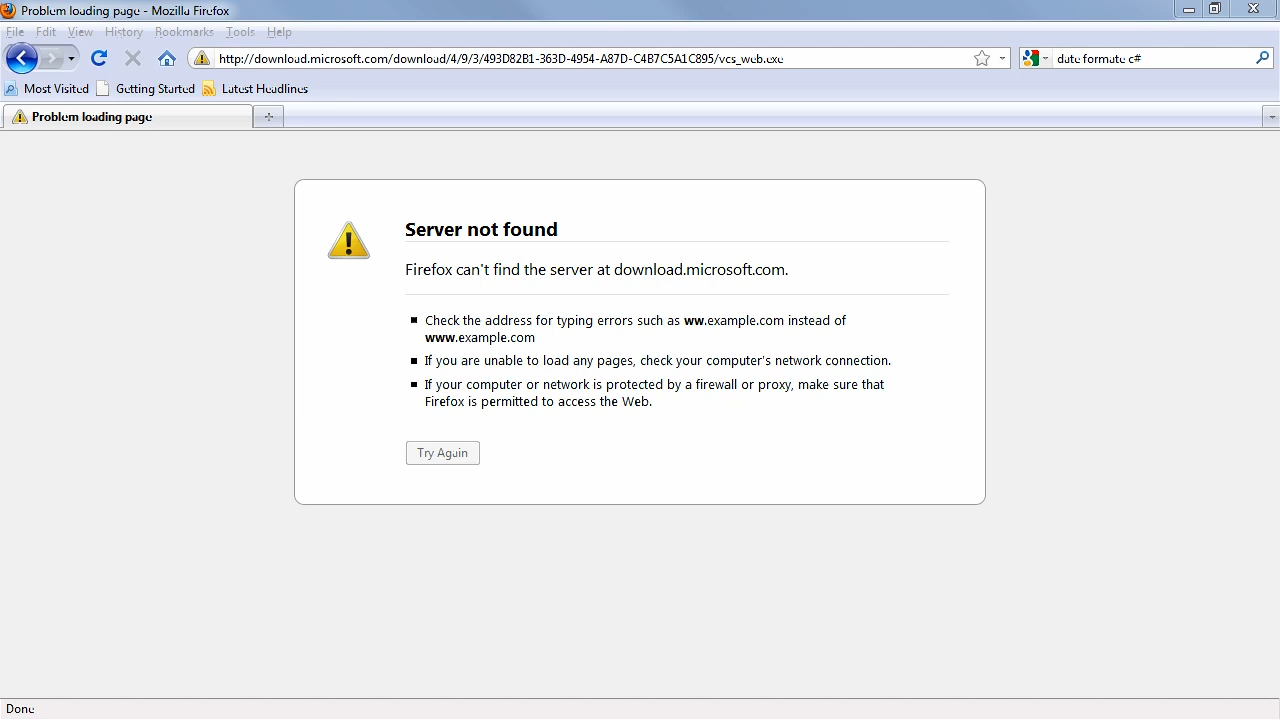 Problem loading page - Mozilla Firefox
File Edit View History Bookmarks Tools Help
http://download.microsoft.com/download/4/9/3/493D82B1-363D-4954-A87D-C4B7C5A1C895/vcs_web.exe
date formate c#
Most Visited Getting Started Latest Headlines
Problem loading page
Server not found
Firefox can't find the server at download.microsoft.com.
Check the address for typing errors such as ww.example.com instead of
www.example.com
If you are unable to load any pages, check your computer's network connection.
If your computer or network is protected by a firewall or proxy, make sure that
Firefox is permitted to access the Web.
Try Again
Done